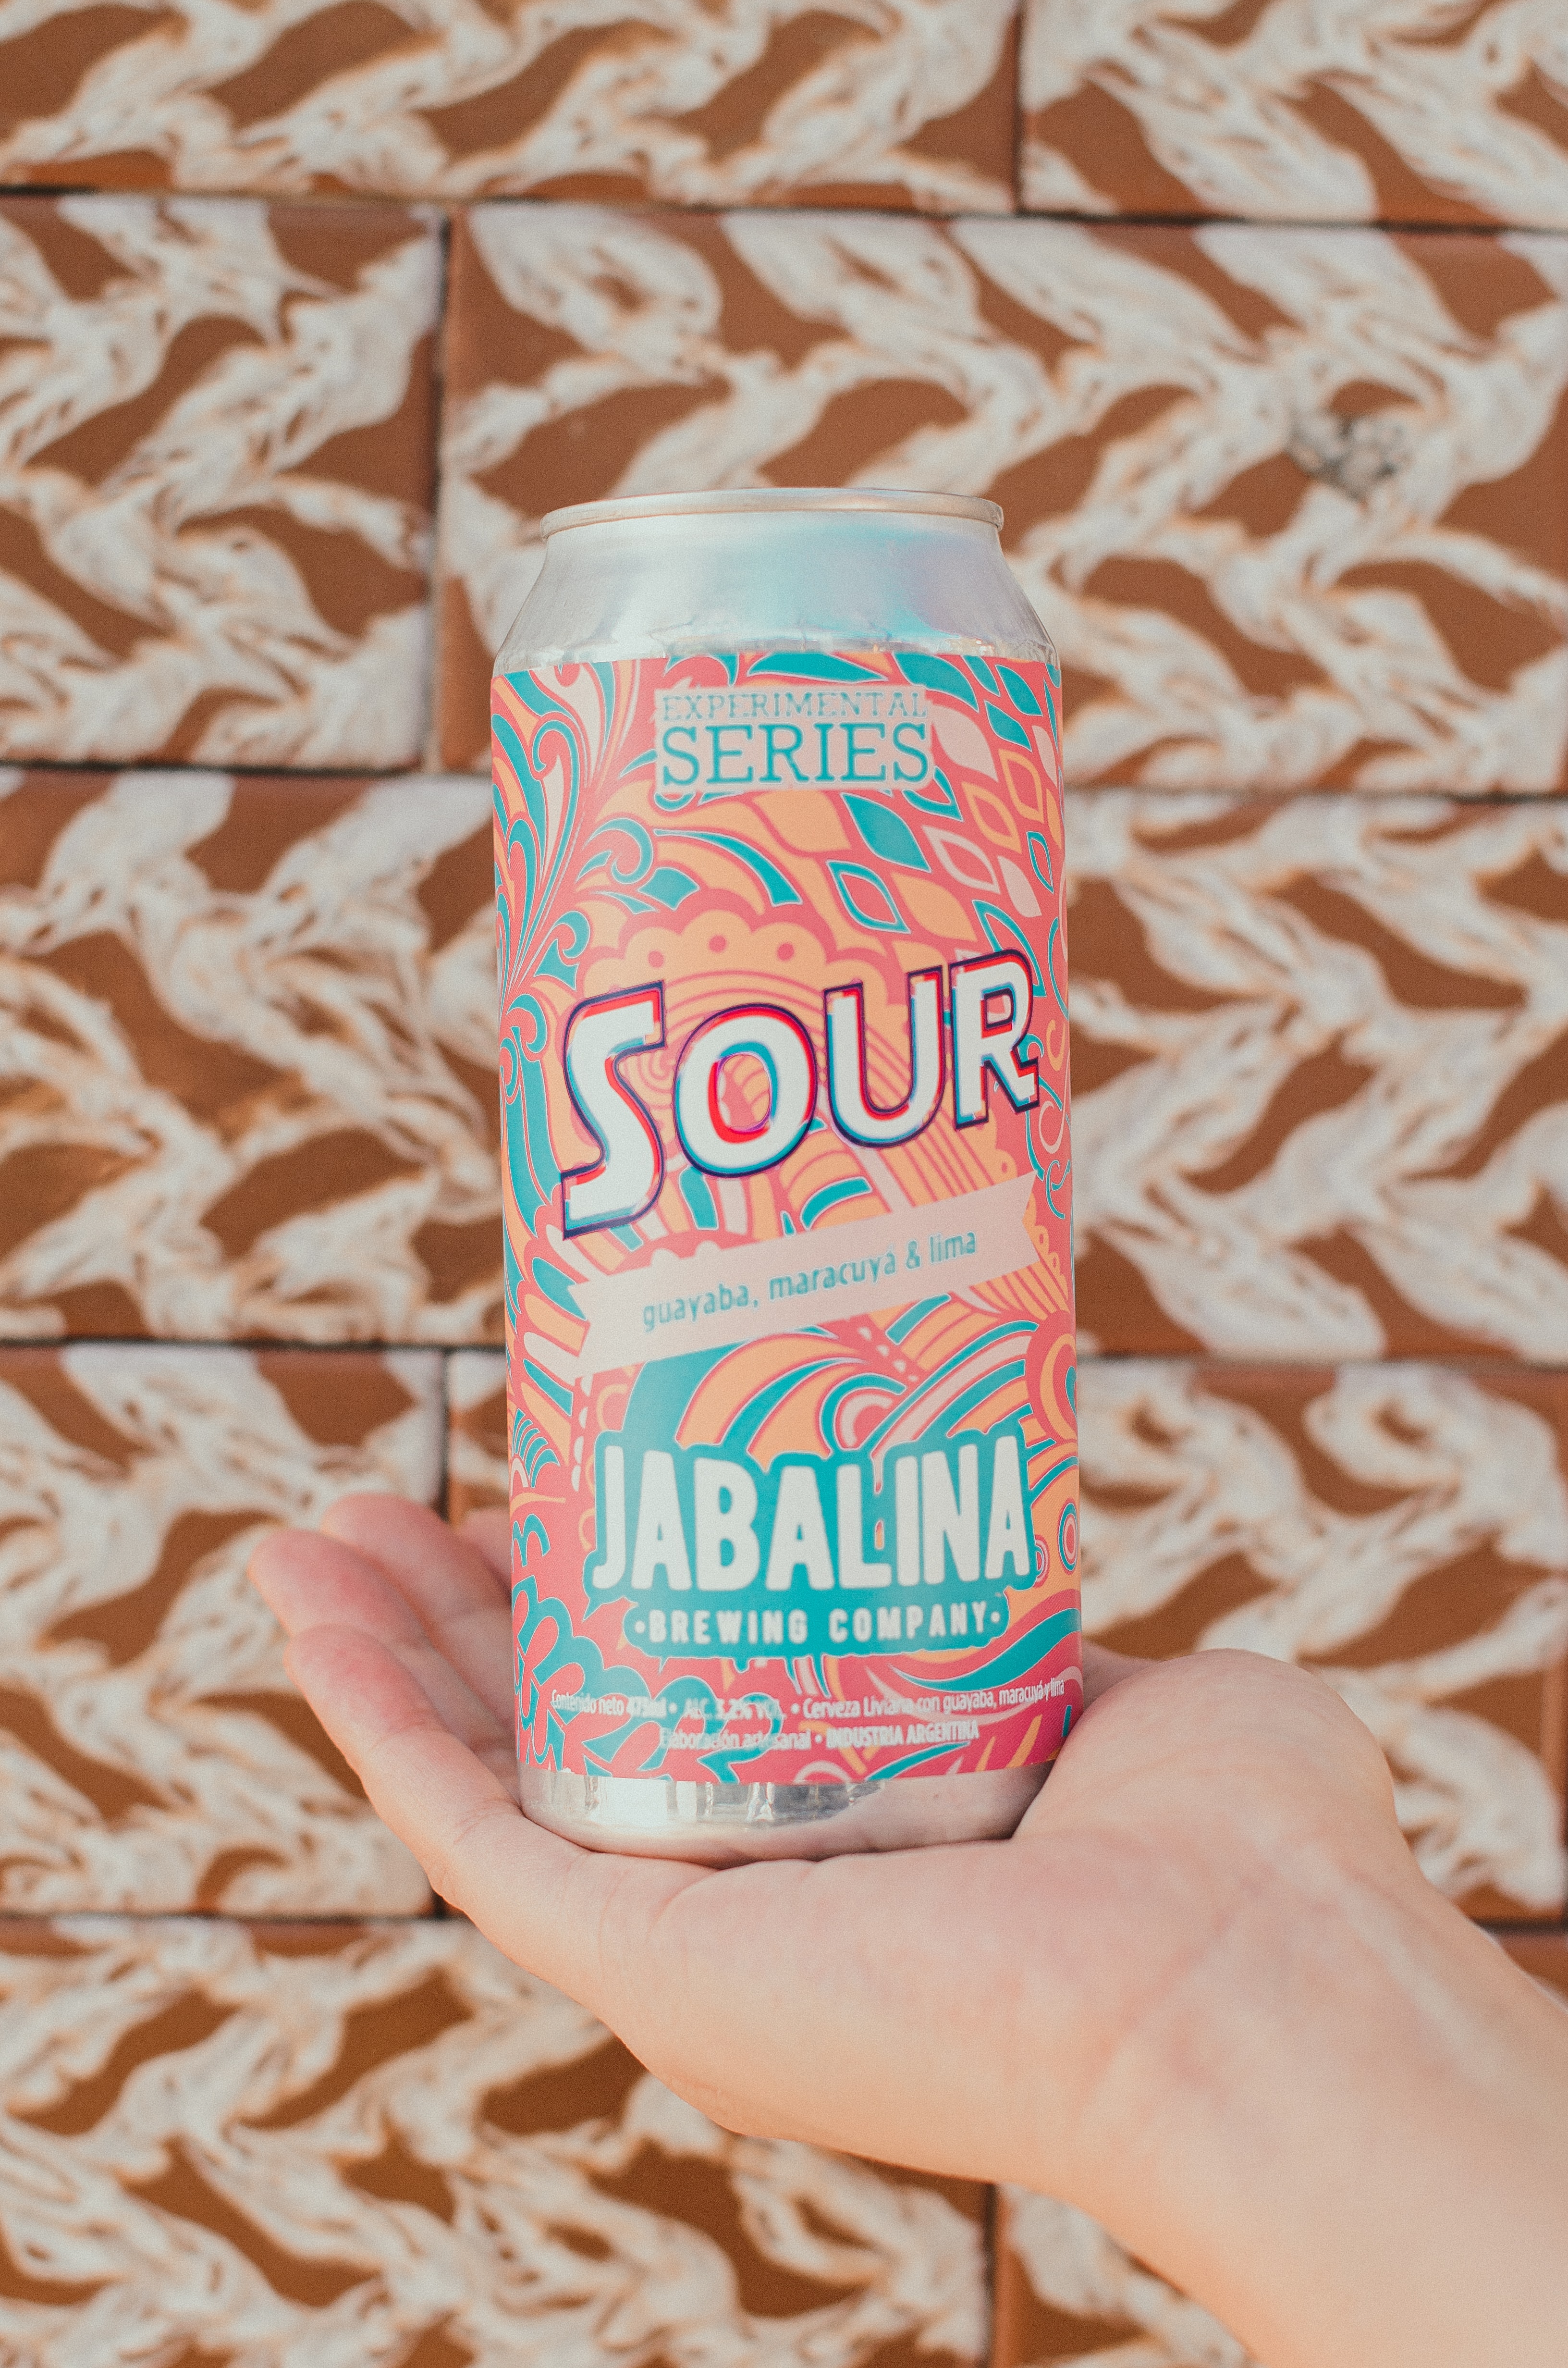 EXPERIMENTAL
SERIES
SOUR
guayaba, maracuyá & lima
JABALINA
•BREWING COMPANY•
Contenido neto 473ml • ALC. 3,2% VOL. • Cerveza Liviana con guayaba, maracuyá y lima
Elaboración artesanal • INDUSTRIA ARGENTINA